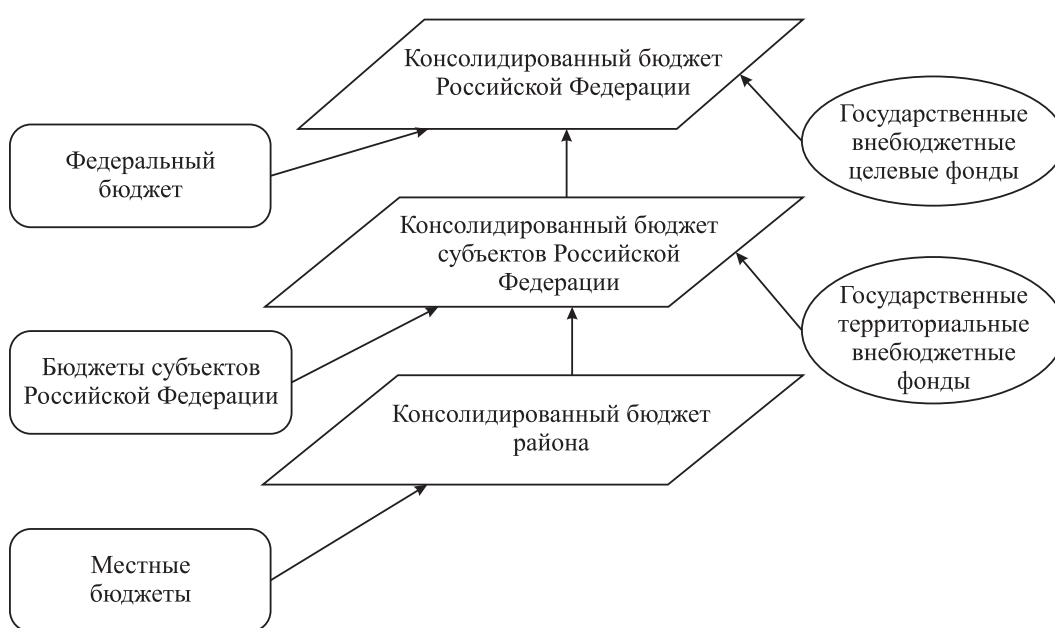 Консолидированный бюджет
Российской Федерации
Государственные
внебюджетные
целевые фонды
Федеральный
бюджет
Консолидированный бюджет
субъектов Российской
Федерации
Государственные
территориальные
внебюджетные
фонды
Бюджеты субъектов
Российской Федерации
Консолидированный бюджет
района
Местные
бюджеты